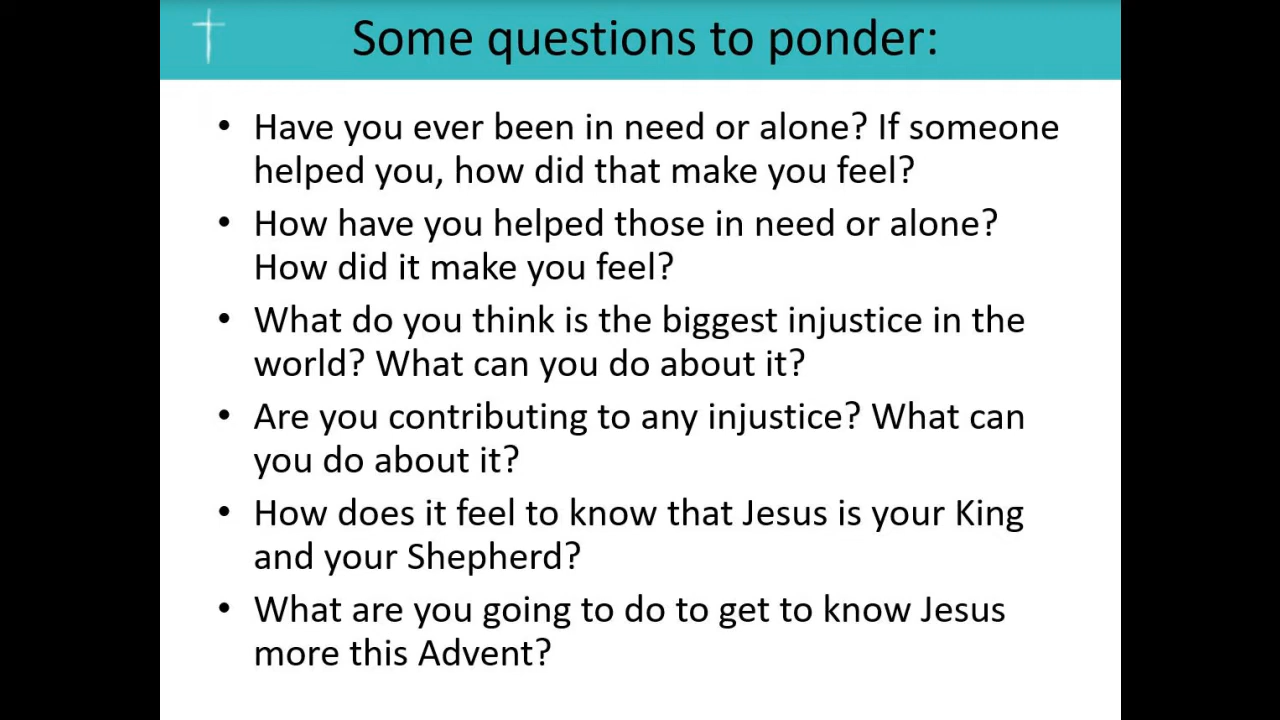 Some questions to ponder:
• Have you ever been in need or alone? If someone
helped you, how did that make you feel?
• How have you helped those in need or alone?
How did it make you feel?
• What do you think is the biggest injustice in the
world? What can you do about it?
• Are you contributing to any injustice? What can
you do about it?
• How does it feel to know that Jesus is your King
and your Shepherd?
• What are you going to do to get to know Jesus
more this Advent?